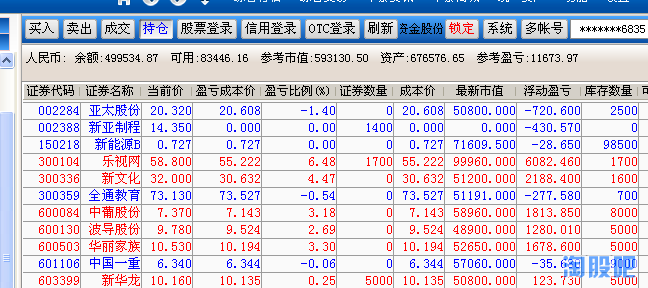 买入 卖出 成交 持仓 股票登录 信用登录 OTC登录 刷新 资金股份 锁定 系统 多帐号 *******6835
人民币: 余额:499534.87 可用:83446.16 参考市值:593130.50 资产:676576.65 参考盈亏:11673.97
证券代码 证券名称 当前价 盈亏成本价 盈亏比例(%) 证券数量 成本价 最新市值 浮动盈亏 库存数量
002284 亚太股份 20.320 20.608 -1.40 0 20.608 50800.000 -720.600 2500
002388 新亚制程 14.350 0.000 0.00 1400 0.000 0.000 -430.570 0
150218 新能源B 0.727 0.727 0.00 0 0.727 71609.500 -28.650 98500
300104 乐视网 58.800 55.222 6.48 1700 55.222 99960.000 6082.460 1700
300336 新文化 32.000 30.632 4.47 0 30.632 51200.000 2188.400 1600
300359 全通教育 73.130 73.527 -0.54 0 73.527 51191.000 -277.580 700
600084 中葡股份 7.370 7.143 3.18 0 7.143 58960.000 1813.850 8000
600130 波导股份 9.780 9.524 2.69 0 9.524 48900.000 1280.010 5000
600503 华丽家族 10.530 10.194 3.30 0 10.194 52650.000 1678.600 5000
601106 中国一重 6.340 6.344 -0.06 0 6.344 57060.000 9000
603399 新华龙 10.160 10.135 0.25 5000 10.135 50800.000 123.730 5000
淘股吧